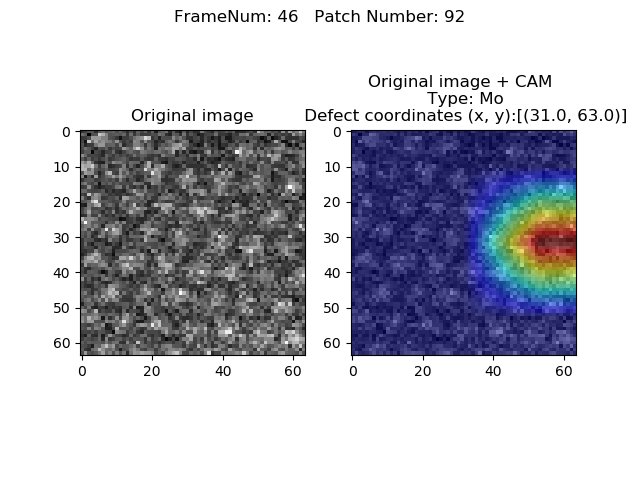 FrameNum: 46   Patch Number: 92
Original image
Original image + CAM
Type: Mo
Defect coordinates (x, y):[(31.0, 63.0)]
0
10
20
30
40
50
60
0 20 40 60
0
10
20
30
40
50
60
0 20 40 60